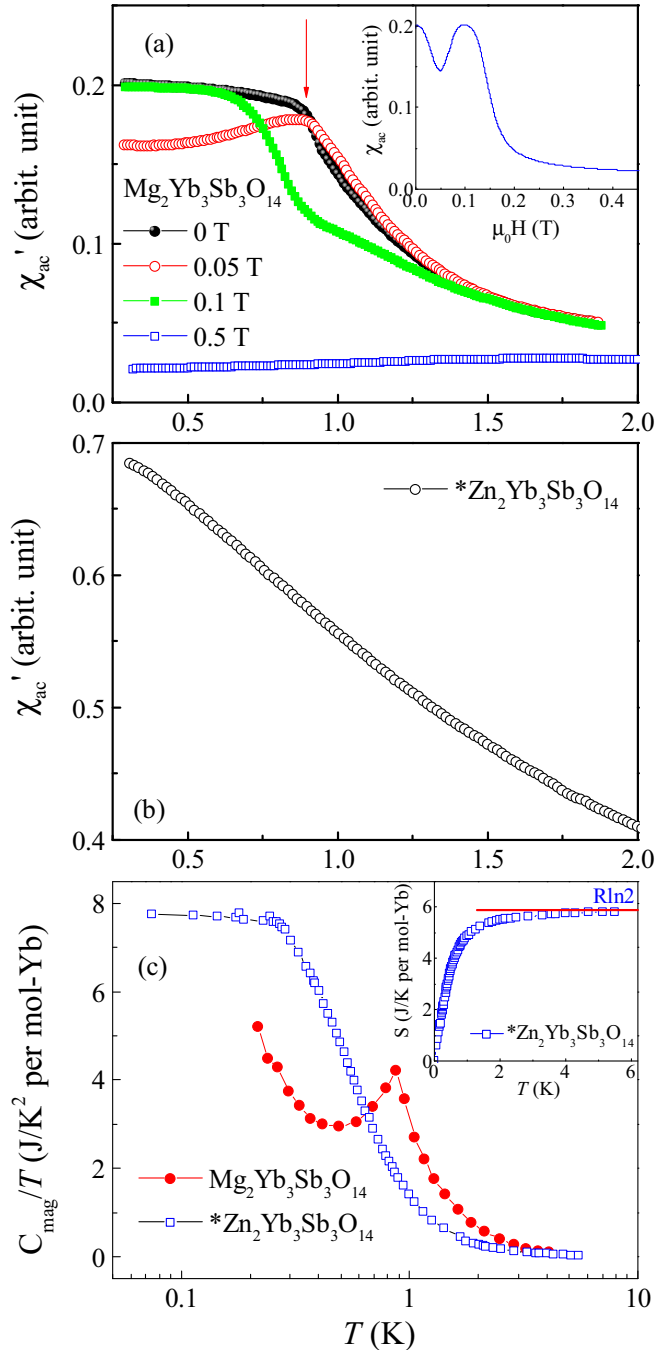 (a)
χac' (arbit. unit)
0.2
0.1
0.0
Mg2Yb3Sb3O14
0 T
0.05 T
0.1 T
0.5 T
0.5 1.0 1.5 2.0
χac (arbit. unit)
0.2
0.1
0.0
0.0 0.1 0.2 0.3 0.4
μ0H (T)
0.7
0.6
0.5
0.4
χac' (arbit. unit)
*Zn2Yb3Sb3O14
(b)
0.5 1.0 1.5 2.0
8
6
4
2
0
Cmag/T (J/K² per mol-Yb)
(c)
Mg2Yb3Sb3O14
*Zn2Yb3Sb3O14
0.1 1 10
T (K)
Rln2
S (J/K per mol-Yb)
8
6
4
2
0
*Zn2Yb3Sb3O14
0 2 4 6
T (K)